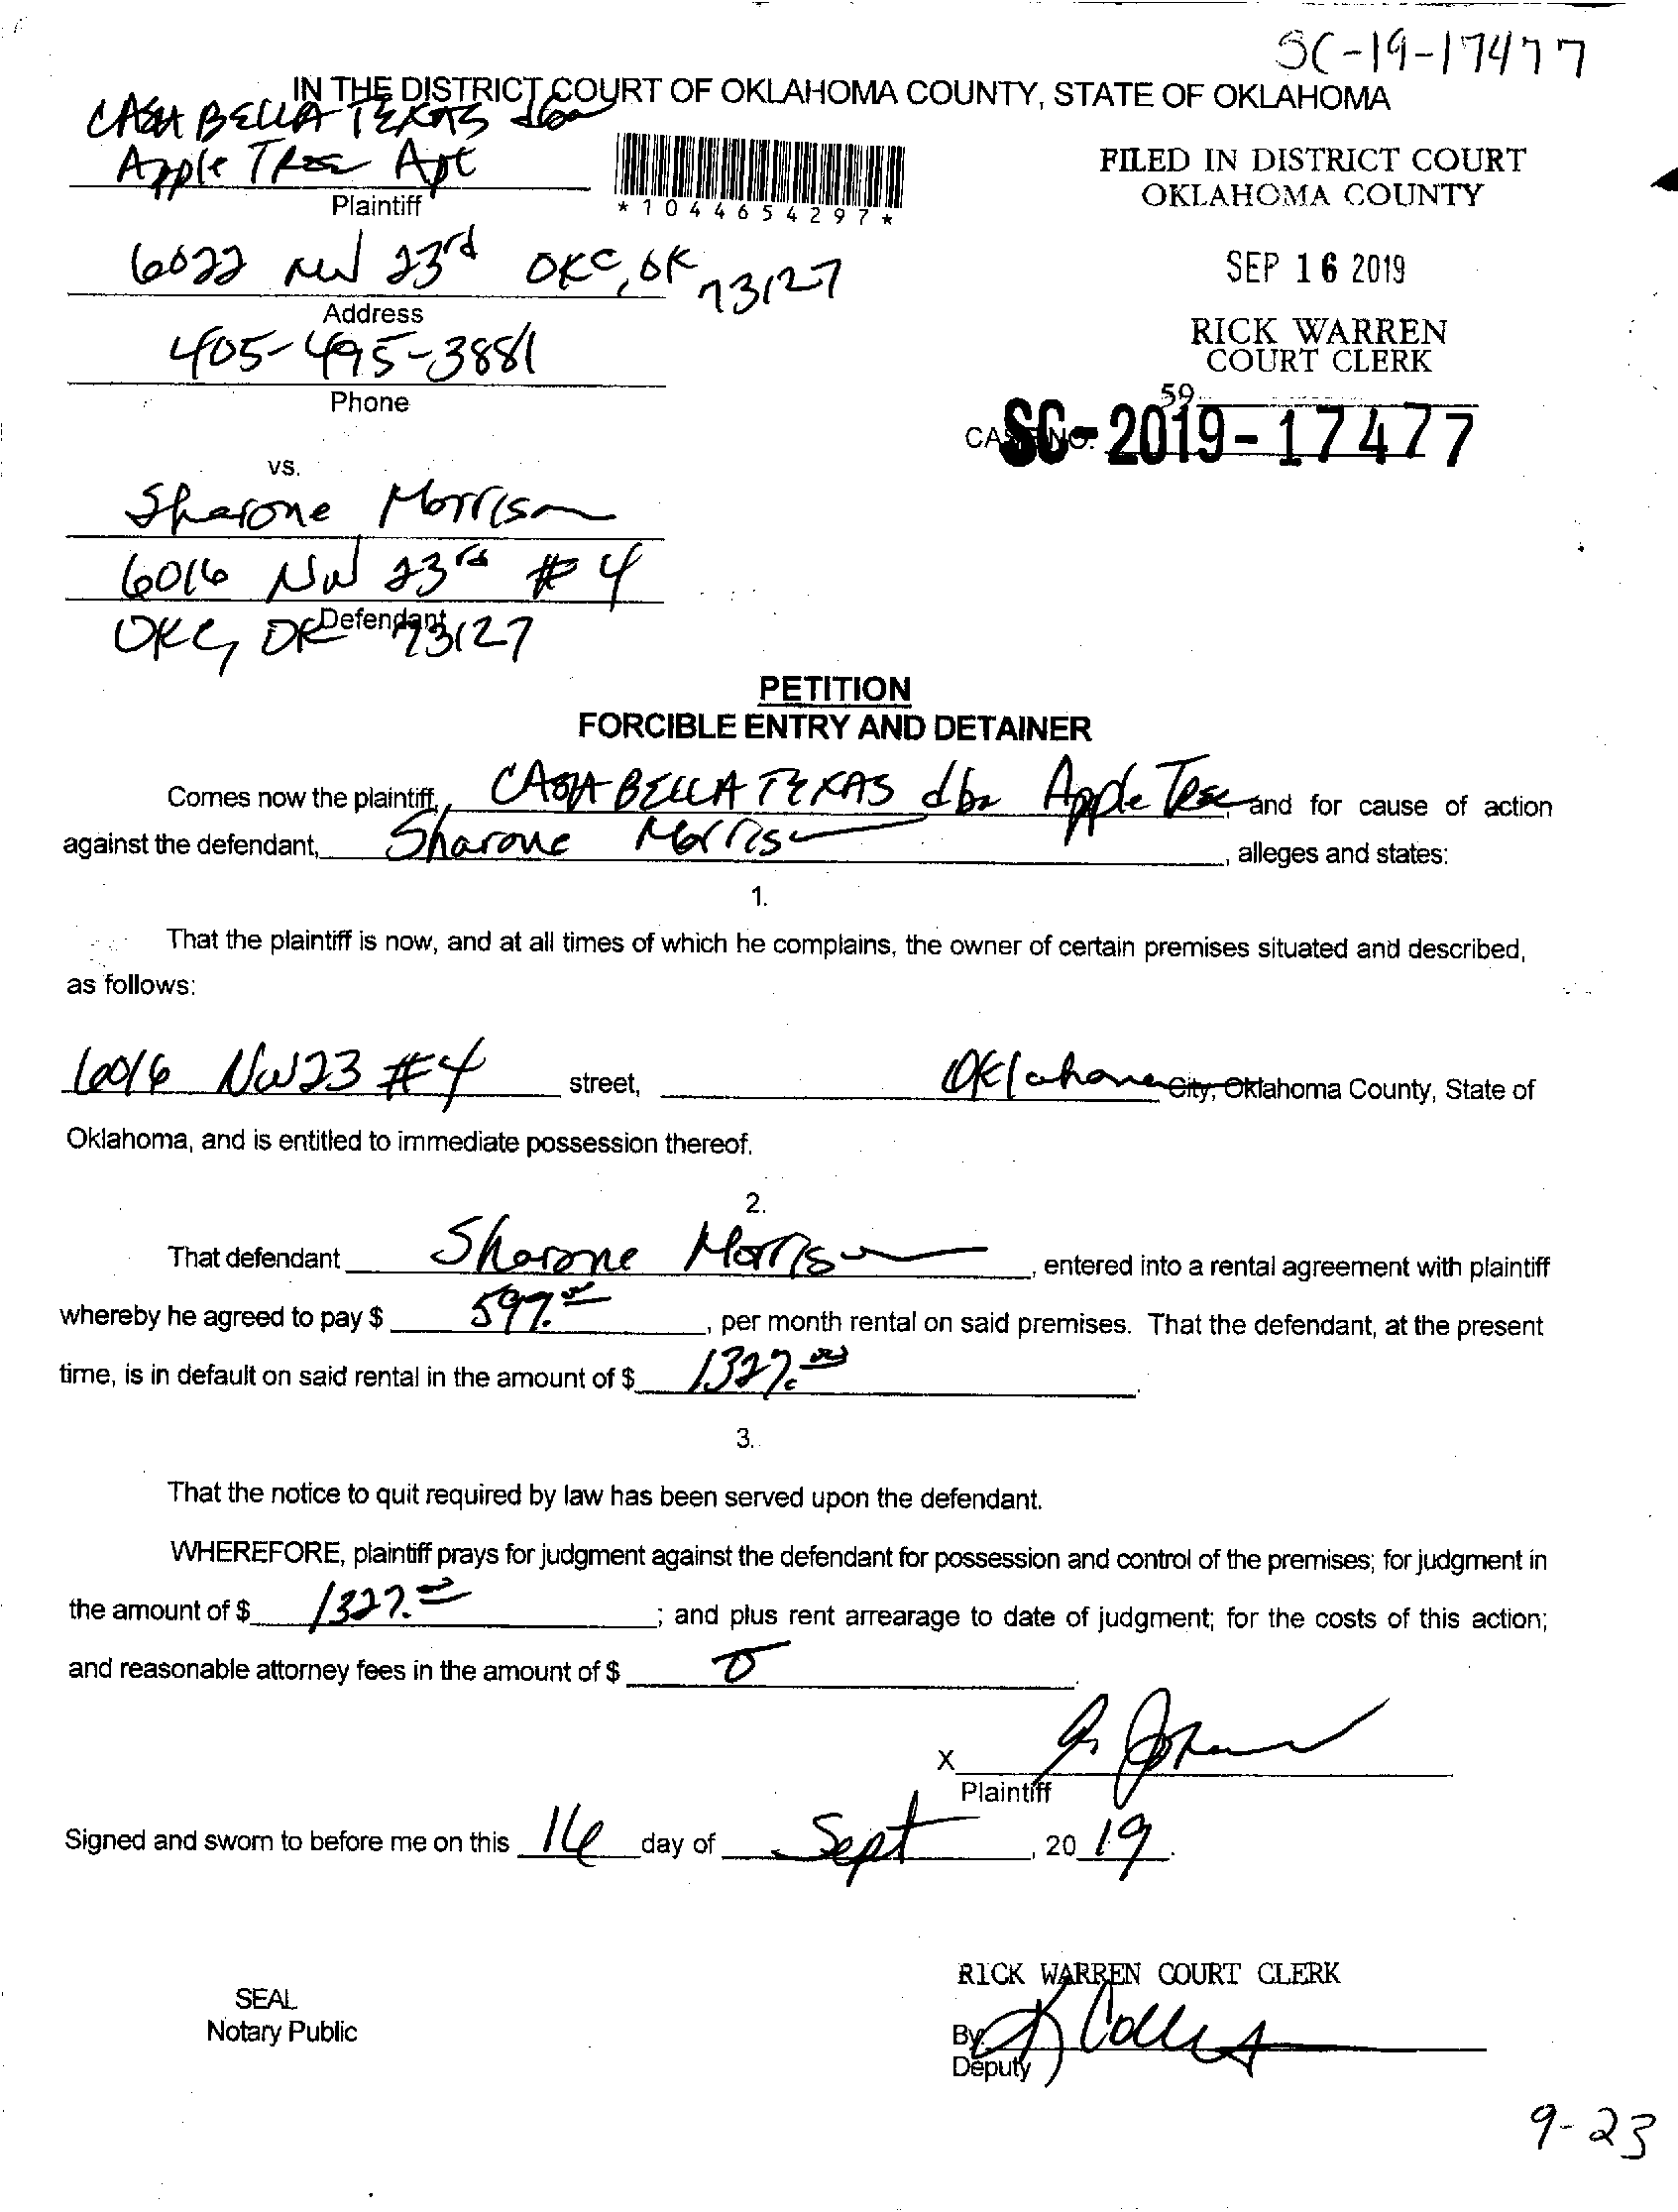 SC-19-17477
IN THE DISTRICT COURT OF OKLAHOMA COUNTY, STATE OF OKLAHOMA
CASA BELLA TEXAS dba
Apple Tree Apt
Plaintiff
*1044654297*
FILED IN DISTRICT COURT
OKLAHOMA COUNTY
6022 NW 23rd OKC, OK 73127
Address
SEP 16 2019
405-495-3881
Phone
RICK WARREN
COURT CLERK
59
CASE NO. SC-2019-17477
vs.
Sharone Morrison
6016 NW 23rd #4
Defendant
OKC, OK 73127
PETITION
FORCIBLE ENTRY AND DETAINER
Comes now the plaintiff, CASA BELLA TEXAS dba Apple Tree, and for cause of action
against the defendant, Sharone Morrison, alleges and states:
1.
That the plaintiff is now, and at all times of which he complains, the owner of certain premises situated and described,
as follows:
6016 NW 23 #4 street, Oklahoma City, Oklahoma County, State of
Oklahoma, and is entitled to immediate possession thereof.
2.
That defendant Sharone Morrison, entered into a rental agreement with plaintiff
whereby he agreed to pay $ 597.00, per month rental on said premises. That the defendant, at the present
time, is in default on said rental in the amount of $ 1327.00.
3.
That the notice to quit required by law has been served upon the defendant.
WHEREFORE, plaintiff prays for judgment against the defendant for possession and control of the premises; for judgment in
the amount of $ 1327.00; and plus rent arrearage to date of judgment; for the costs of this action;
and reasonable attorney fees in the amount of $ 0.
X
Plaintiff
Signed and sworn to before me on this 16 day of Sept, 2019.
RICK WARREN COURT CLERK
SEAL
Notary Public
By
Deputy
9-23